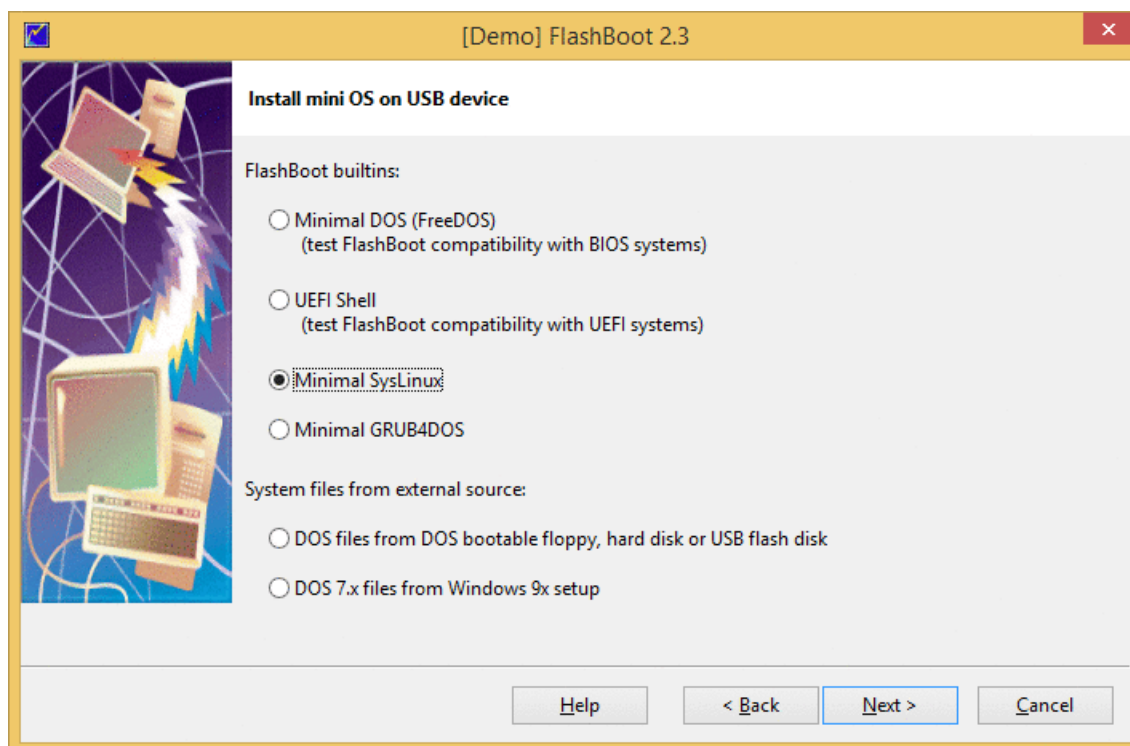 [Demo] FlashBoot 2.3
Install mini OS on USB device
FlashBoot builtins:
Minimal DOS (FreeDOS)
(test FlashBoot compatibility with BIOS systems)
UEFI Shell
(test FlashBoot compatibility with UEFI systems)
Minimal SysLinux
Minimal GRUB4DOS
System files from external source:
DOS files from DOS bootable floppy, hard disk or USB flash disk
DOS 7.x files from Windows 9x setup
Help < Back Next > Cancel